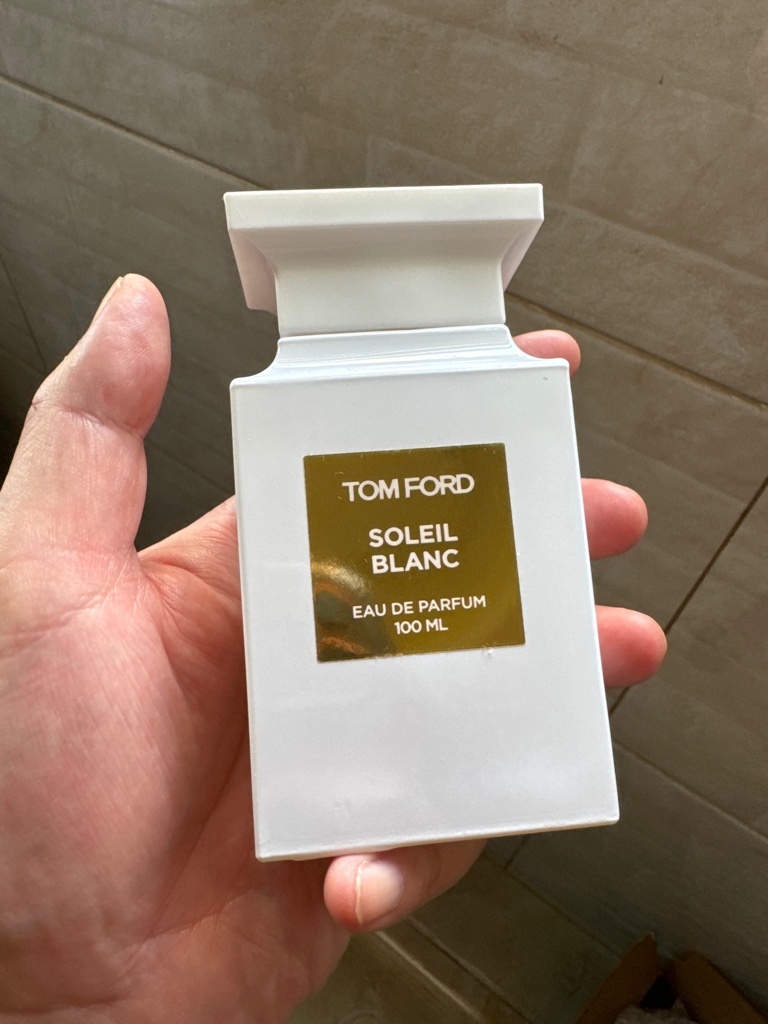 TOM FORD
SOLEIL
BLANC
EAU DE PARFUM
100 ML